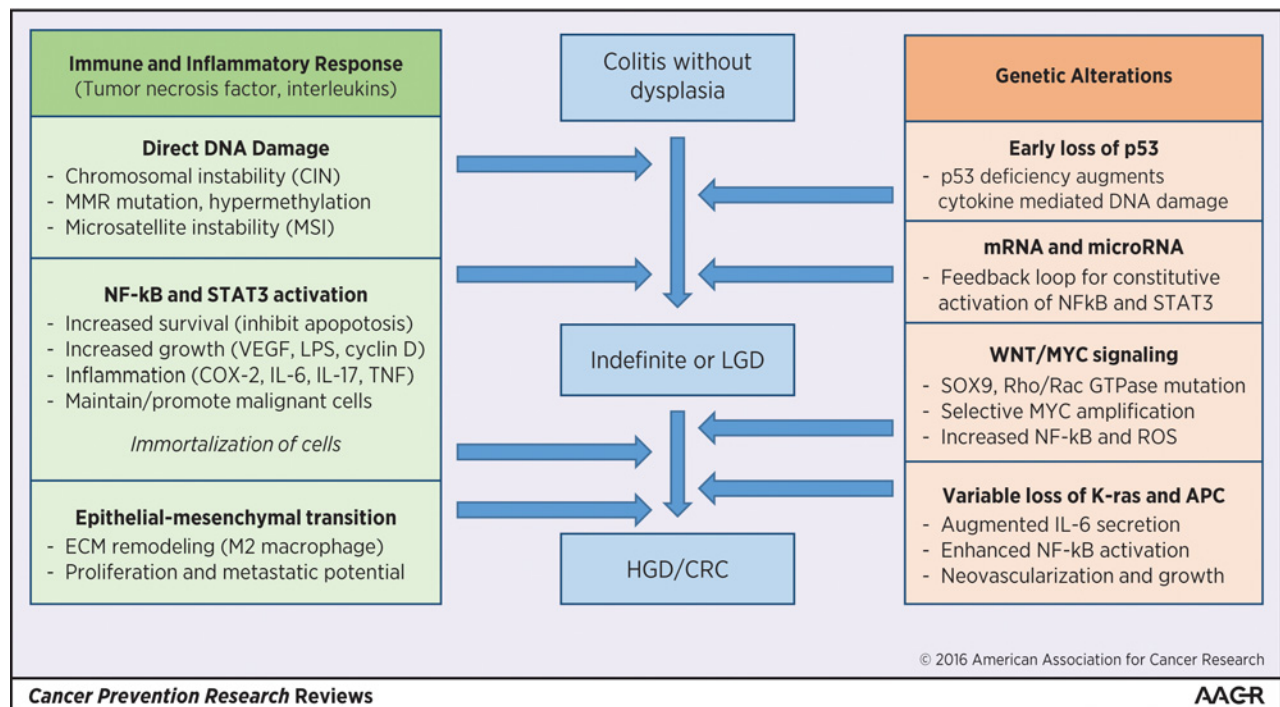 Immune and Inflammatory Response
(Tumor necrosis factor, interleukins)
Direct DNA Damage
- Chromosomal instability (CIN)
- MMR mutation, hypermethylation
- Microsatellite instability (MSI)
NF-kB and STAT3 activation
- Increased survival (inhibit apopotosis)
- Increased growth (VEGF, LPS, cyclin D)
- Inflammation (COX-2, IL-6, IL-17, TNF)
- Maintain/promote malignant cells
Immortalization of cells
Epithelial-mesenchymal transition
- ECM remodeling (M2 macrophage)
- Proliferation and metastatic potential
Colitis without
dysplasia
Indefinite or LGD
HGD/CRC
Genetic Alterations
Early loss of p53
- p53 deficiency augments
cytokine mediated DNA damage
mRNA and microRNA
- Feedback loop for constitutive
activation of NFkB and STAT3
WNT/MYC signaling
- SOX9, Rho/Rac GTPase mutation
- Selective MYC amplification
- Increased NF-kB and ROS
Variable loss of K-ras and APC
- Augmented IL-6 secretion
- Enhanced NF-kB activation
- Neovascularization and growth
© 2016 American Association for Cancer Research
Cancer Prevention Research Reviews
AACR